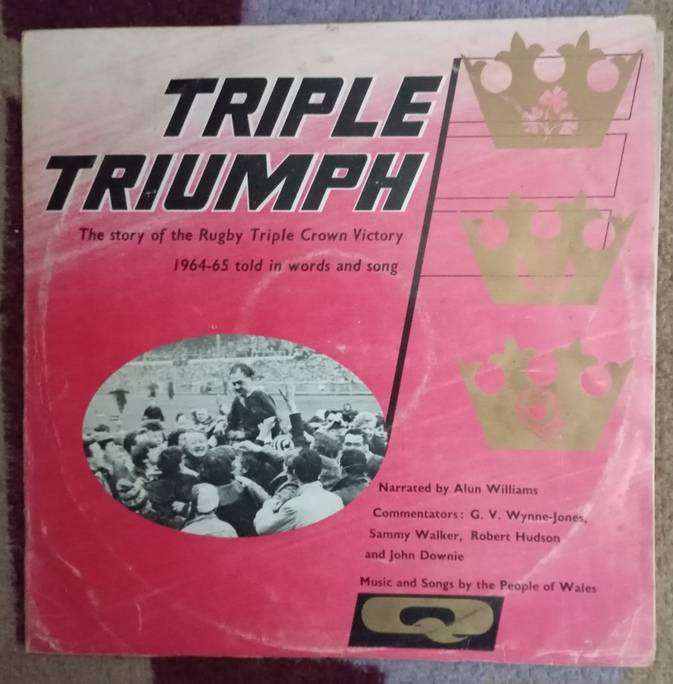 TRIPLE
TRIUMPH
The story of the Rugby Triple Crown Victory
1964-65 told in words and song
Narrated by Alun Williams
Commentators: G. V. Wynne-Jones,
Sammy Walker, Robert Hudson
and John Downie
Music and Songs by the People of Wales
Q